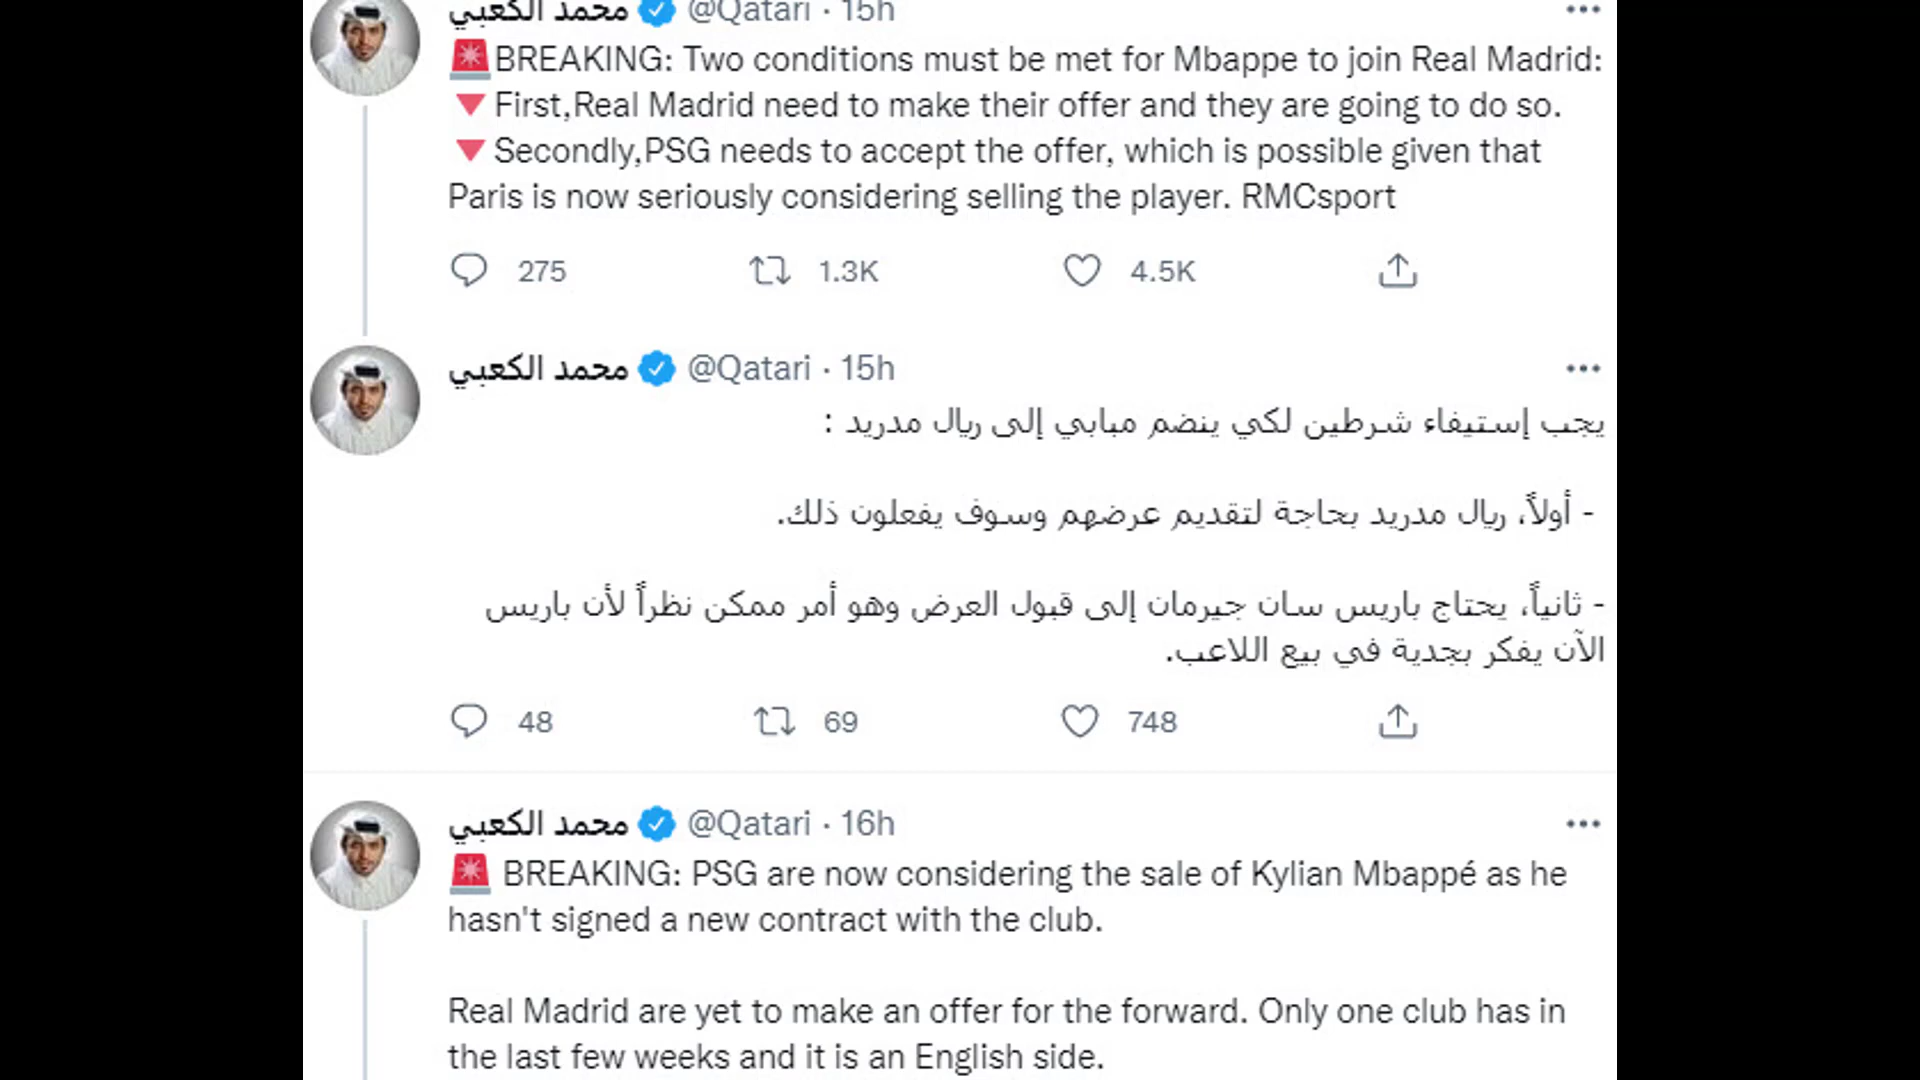 محمد الكعبي @Qatari · 15h
🚨BREAKING: Two conditions must be met for Mbappe to join Real Madrid:
🔻First,Real Madrid need to make their offer and they are going to do so.
🔻Secondly,PSG needs to accept the offer, which is possible given that
Paris is now seriously considering selling the player. RMCsport
275 1.3K 4.5K
محمد الكعبي @Qatari · 15h
يجب إستيفاء شرطين لكي ينضم مبابي إلى ريال مدريد :
- أولاً، ريال مدريد بحاجة لتقديم عرضهم وسوف يفعلون ذلك.
- ثانياً، يحتاج باريس سان جيرمان إلى قبول العرض وهو أمر ممكن نظراً لأن باريس
الآن يفكر بجدية في بيع اللاعب.
48 69 748
محمد الكعبي @Qatari · 16h
🚨 BREAKING: PSG are now considering the sale of Kylian Mbappé as he
hasn't signed a new contract with the club.
Real Madrid are yet to make an offer for the forward. Only one club has in
the last few weeks and it is an English side.